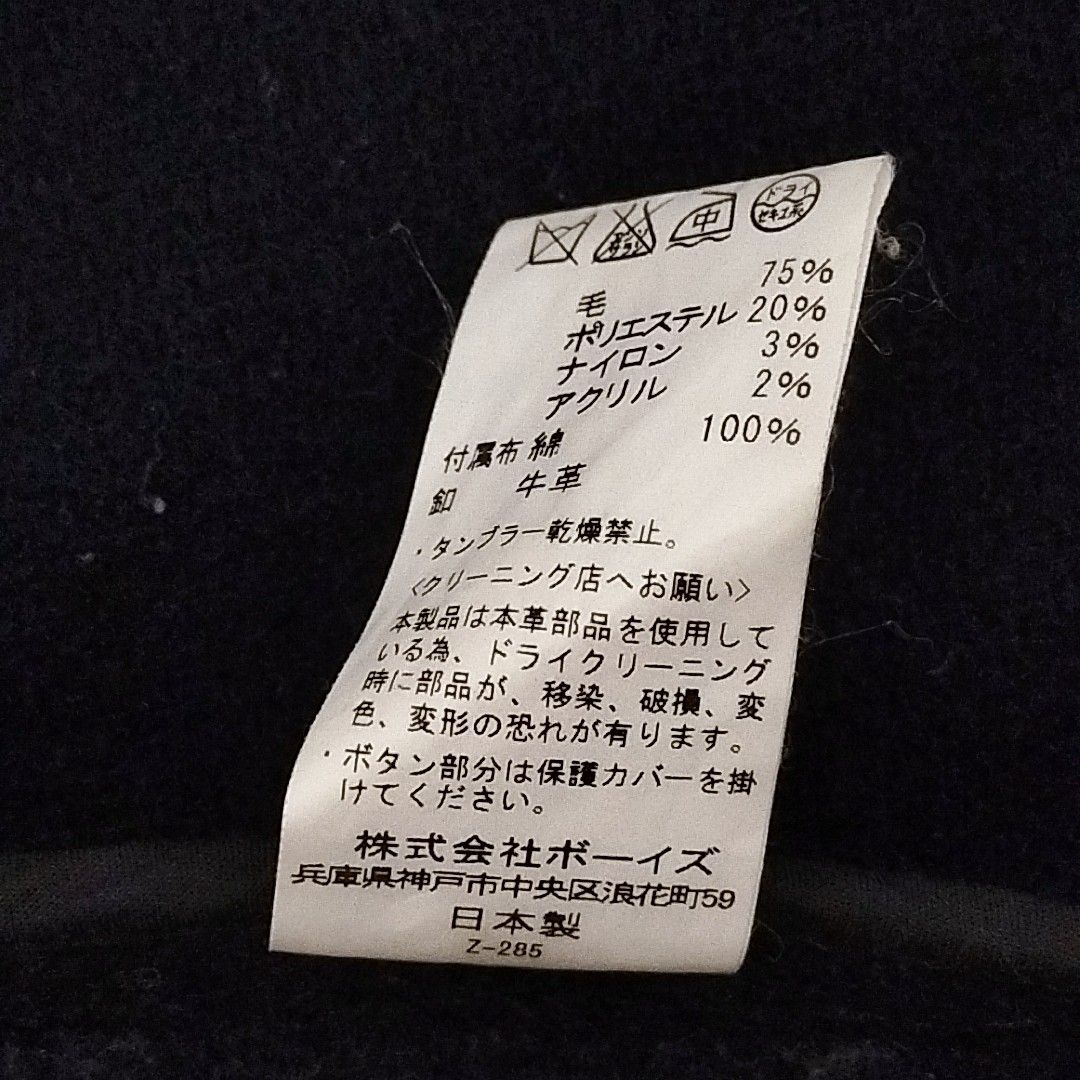 中 ドライ セキユ系
75%
毛
ポリエステル 20%
ナイロン 3%
アクリル 2%
100%
付属布 綿
釦 牛革
・タンブラー乾燥禁止。
〈クリーニング店へお願い〉
本製品は本革部品を使用して
いる為、ドライクリーニング
時に部品が、移染、破損、変
色、変形の恐れが有ります。
・ボタン部分は保護カバーを掛
けてください。
株式会社ボーイズ
兵庫県神戸市中央区浪花町59
日本製
Z-285